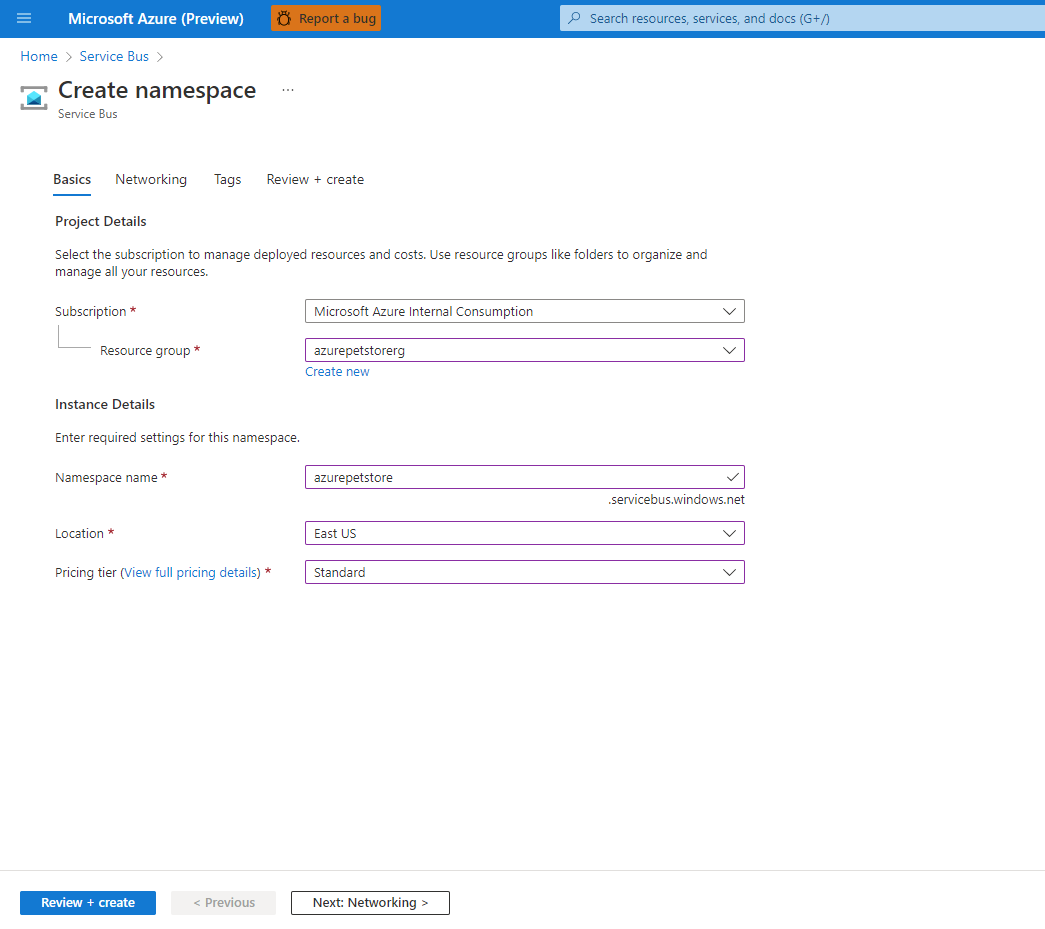 Microsoft Azure (Preview) Report a bug Search resources, services, and docs (G+/)
Home > Service Bus >
Create namespace ...
Service Bus
Basics Networking Tags Review + create
Project Details
Select the subscription to manage deployed resources and costs. Use resource groups like folders to organize and
manage all your resources.
Subscription * Microsoft Azure Internal Consumption
Resource group * azurepetstorerg
Create new
Instance Details
Enter required settings for this namespace.
Namespace name * azurepetstore
.servicebus.windows.net
Location * East US
Pricing tier (View full pricing details) * Standard
Review + create < Previous Next: Networking >